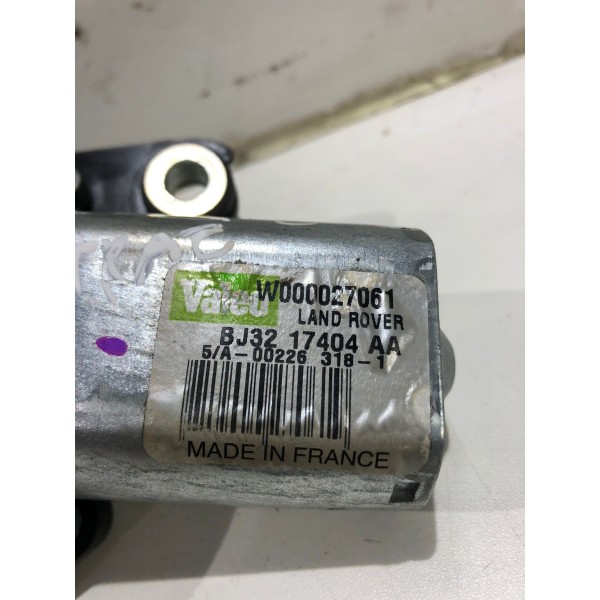 Valeo W000027061
LAND ROVER
BJ32 17404 AA
5/A-00226 318-1
MADE IN FRANCE